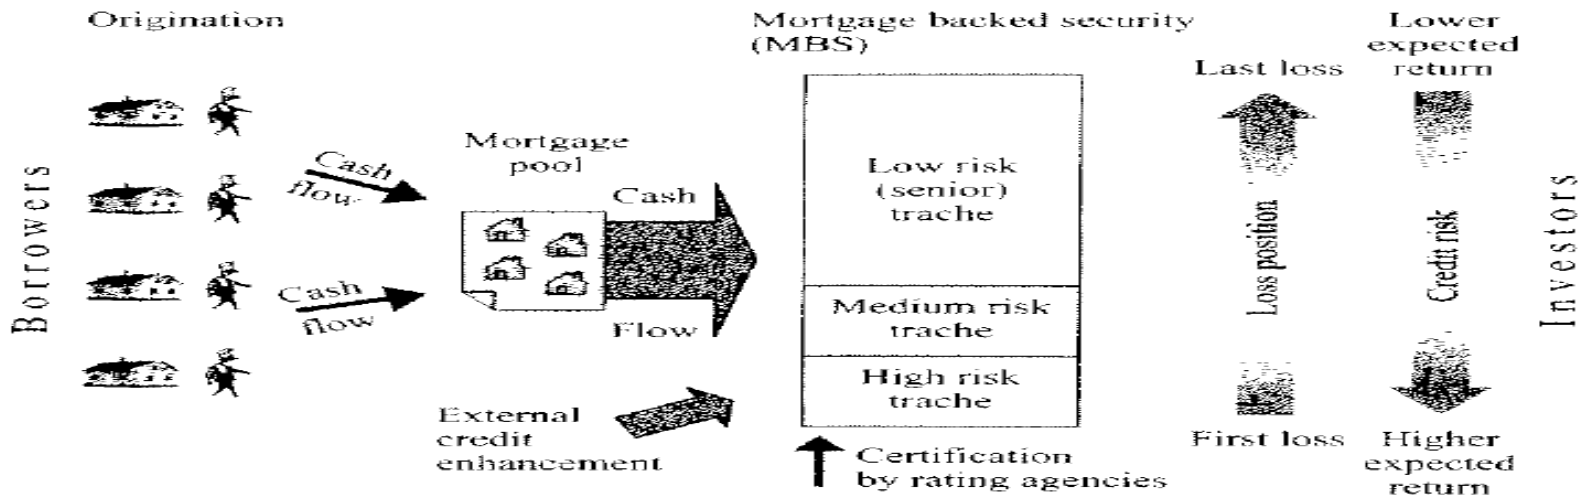 Origination
Mortgage backed security
(MBS)
Lower
expected
return
Last loss
Borrowers
Cash
flow
Cash
flow
Mortgage
pool
Cash
Flow
External
credit
enhancement
Low risk
(senior)
trache
Medium risk
trache
High risk
trache
Certification
by rating agencies
Loss position
Credit risk
First loss
Higher
expected
return
Investors